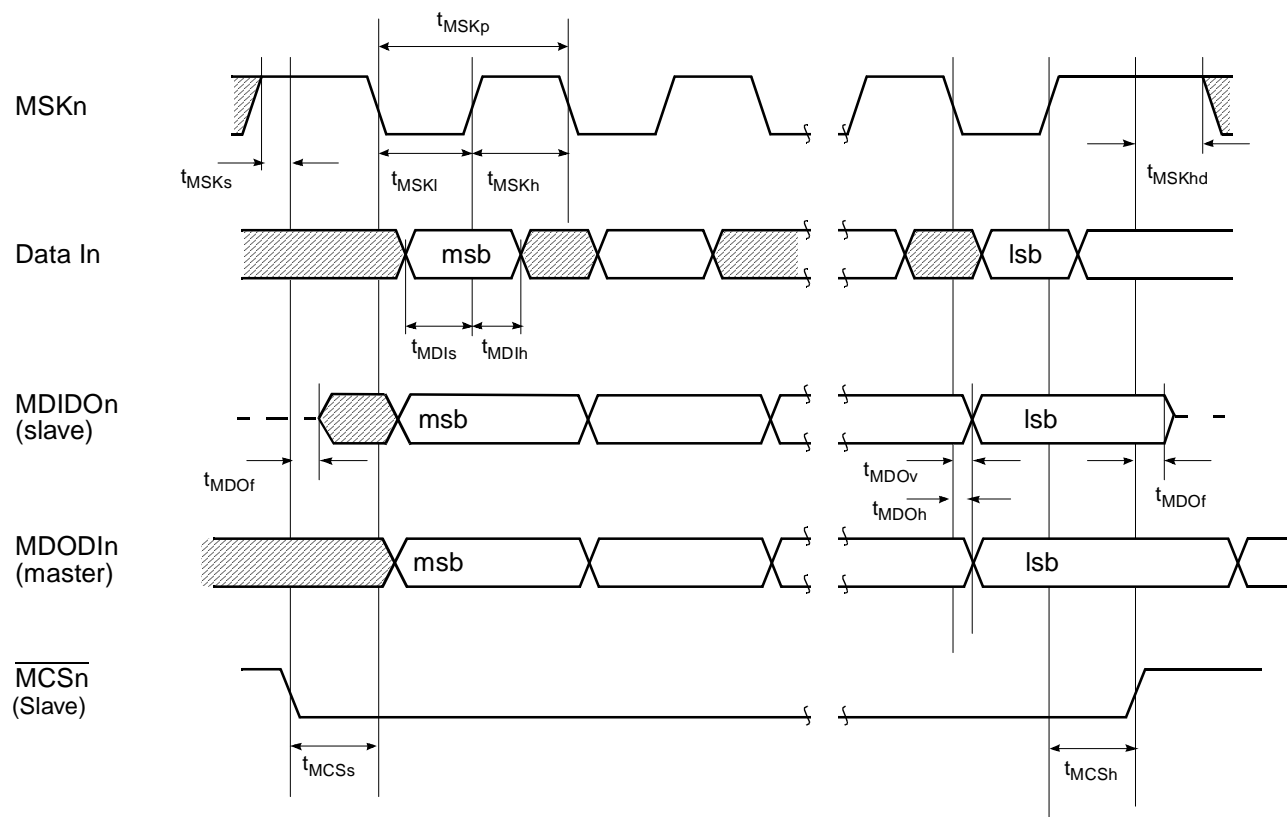 tMSKp
MSKn
tMSKs
tMSKl
tMSKh
tMSKhd
Data In
msb
lsb
tMDIs
tMDIh
MDIDOn
(slave)
msb
lsb
tMDOf
tMDOv
tMDOh
tMDOf
MDODIn
(master)
msb
lsb
MCSn
(Slave)
tMCSs
tMCSh